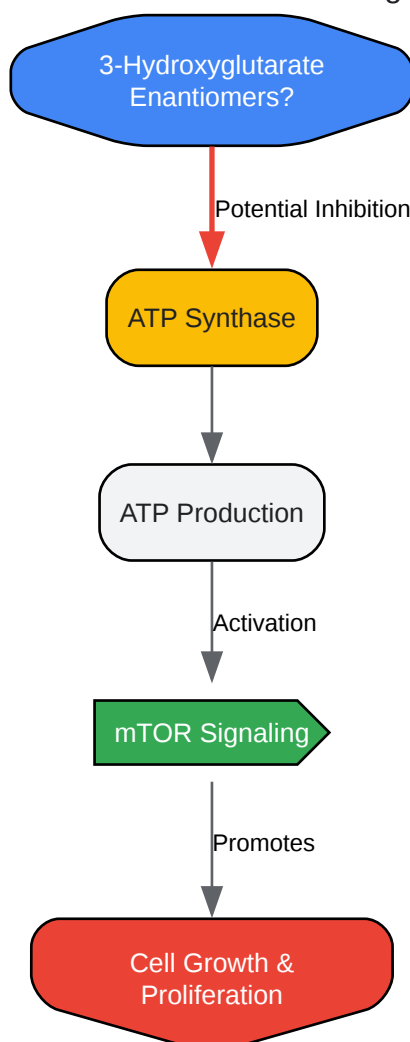 3-Hydroxyglutarate
Enantiomers?
Potential Inhibition
ATP Synthase
ATP Production
Activation
mTOR Signaling
Promotes
Cell Growth &
Proliferation